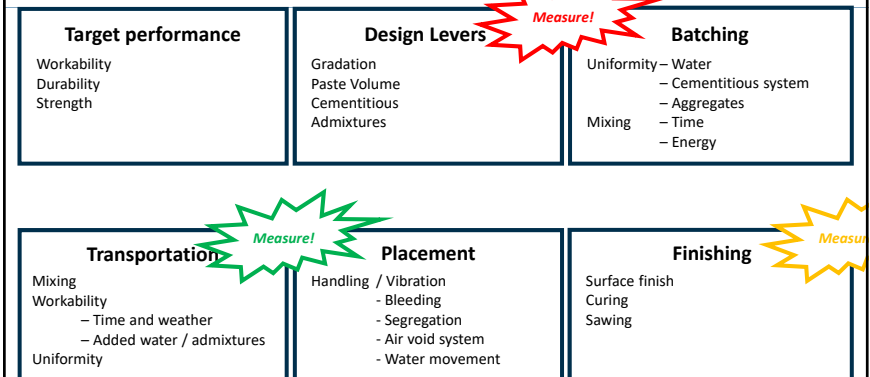 Target performance
Workability
Durability
Strength
Design Levers
Gradation
Paste Volume
Cementitious
Admixtures
Measure!
Batching
Uniformity – Water
– Cementitious system
– Aggregates
Mixing – Time
– Energy
Transportation
Mixing
Workability
– Time and weather
– Added water / admixtures
Uniformity
Measure!
Placement
Handling / Vibration
- Bleeding
- Segregation
- Air void system
- Water movement
Finishing
Surface finish
Curing
Sawing